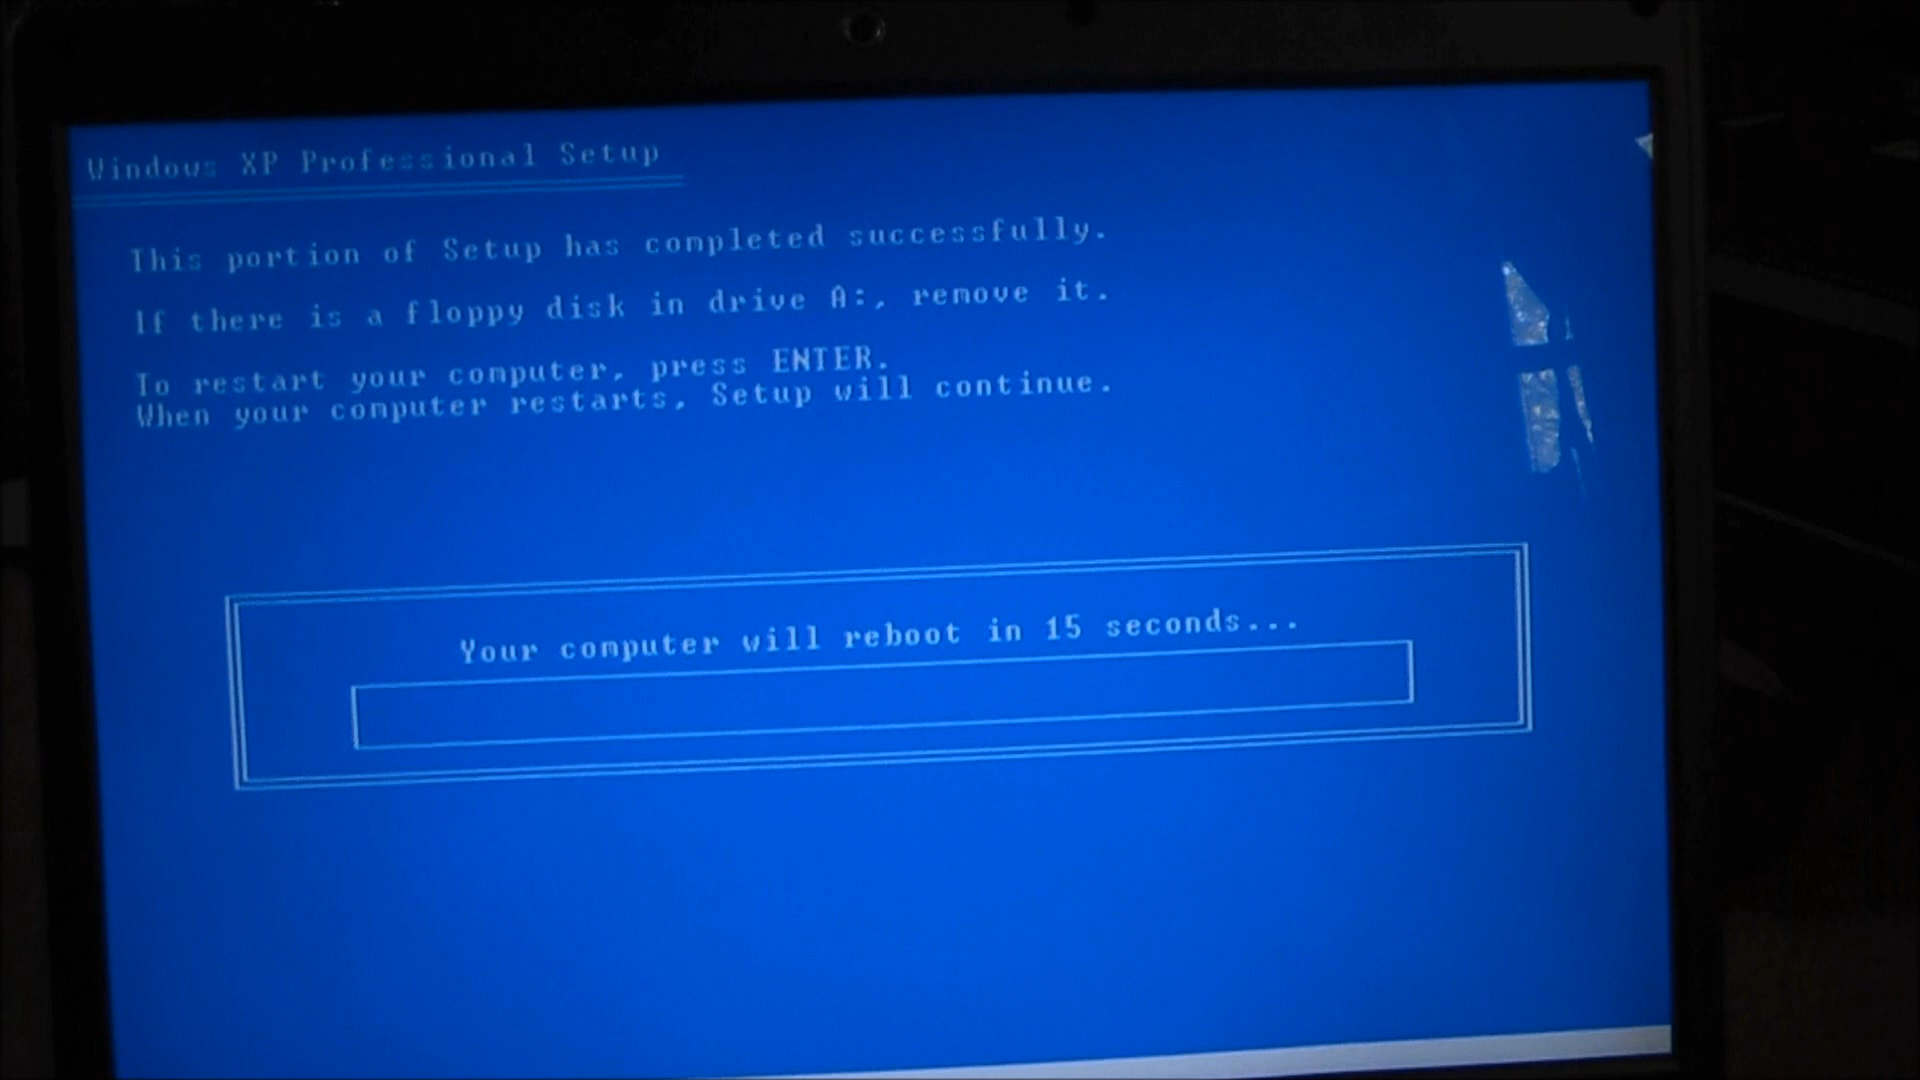 Windows XP Professional Setup
This portion of Setup has completed successfully.
If there is a floppy disk in drive A:, remove it.
To restart your computer, press ENTER.
When your computer restarts, Setup will continue.
Your computer will reboot in 15 seconds...